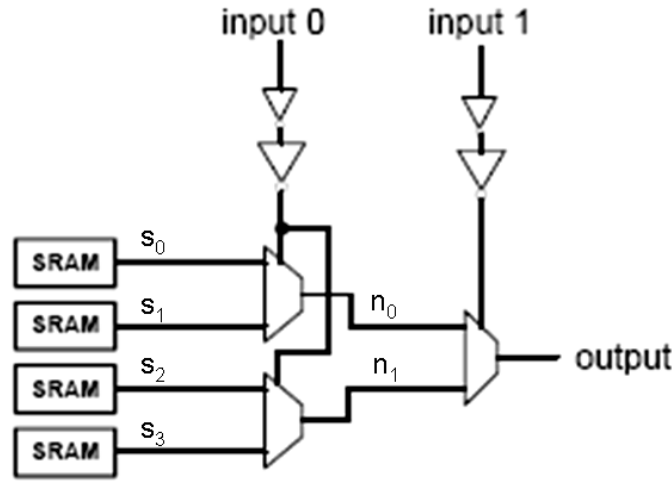 input 0 input 1
s0
SRAM
s1
SRAM
n0
output
s2
SRAM
n1
s3
SRAM